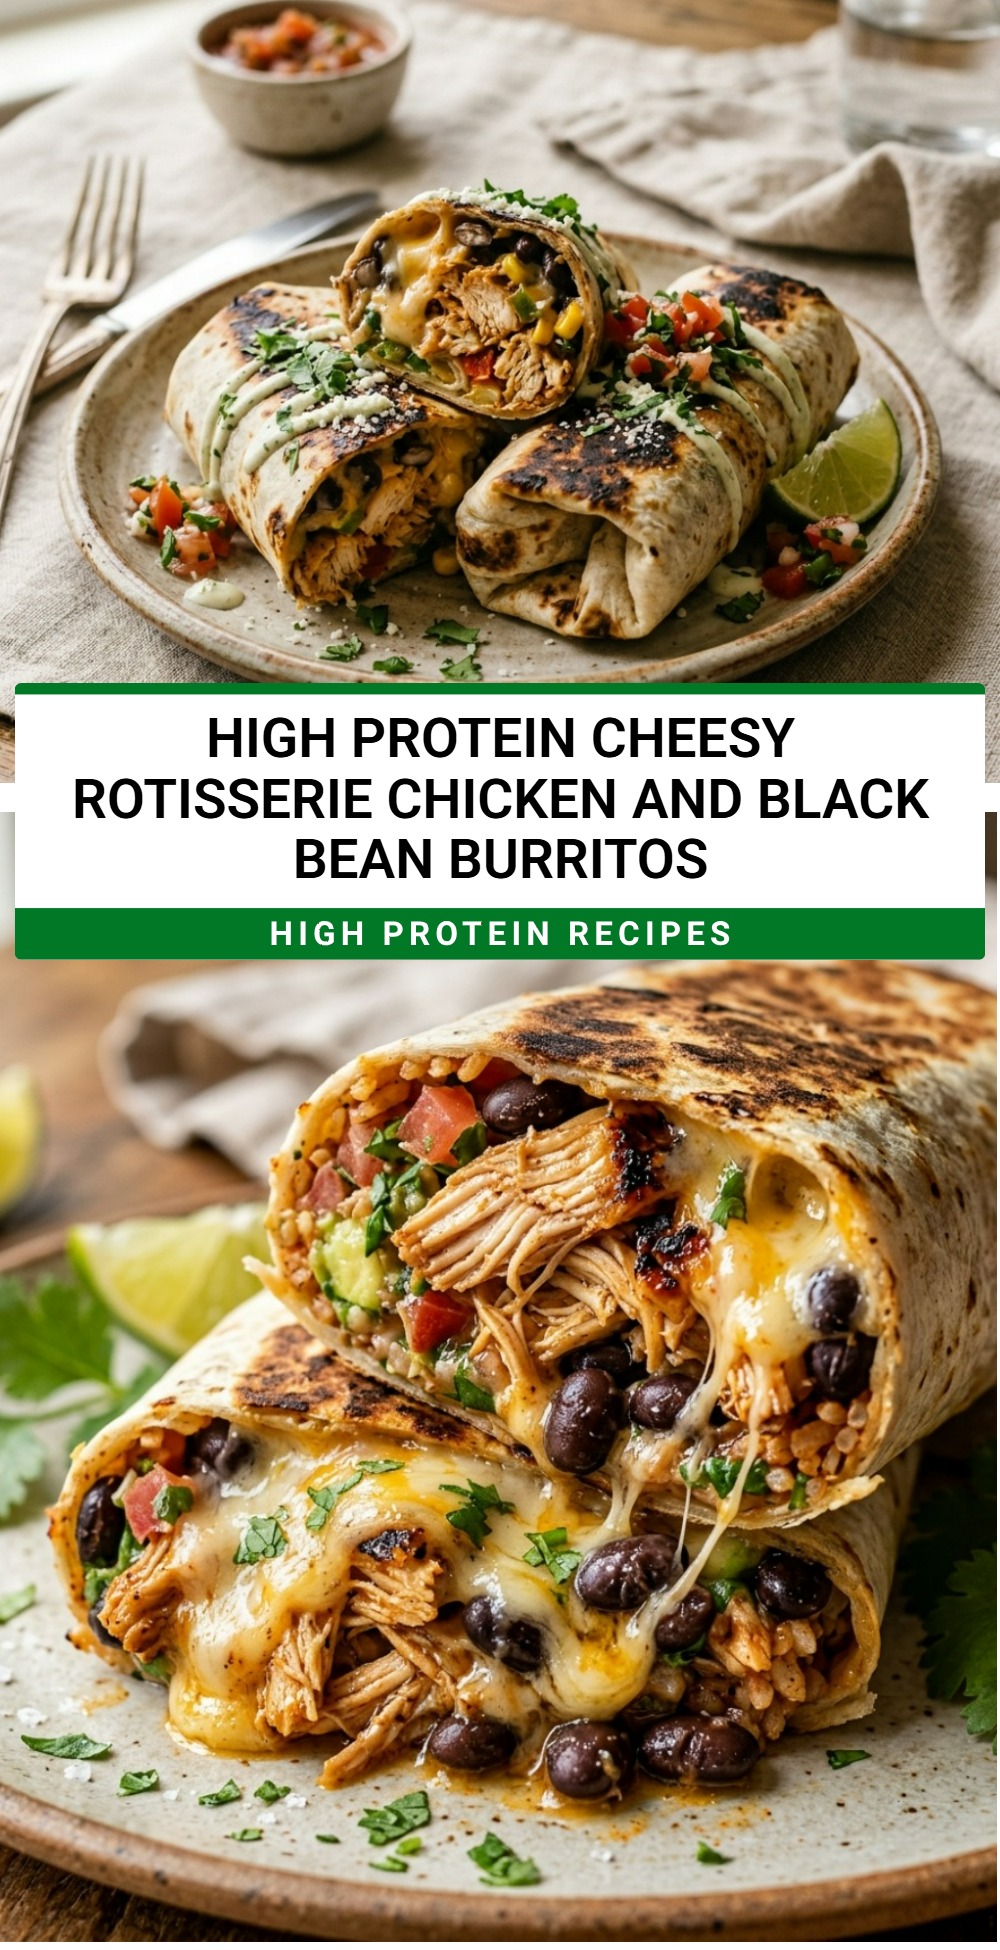 HIGH PROTEIN CHEESY
ROTISSERIE CHICKEN AND BLACK
BEAN BURRITOS
HIGH PROTEIN RECIPES